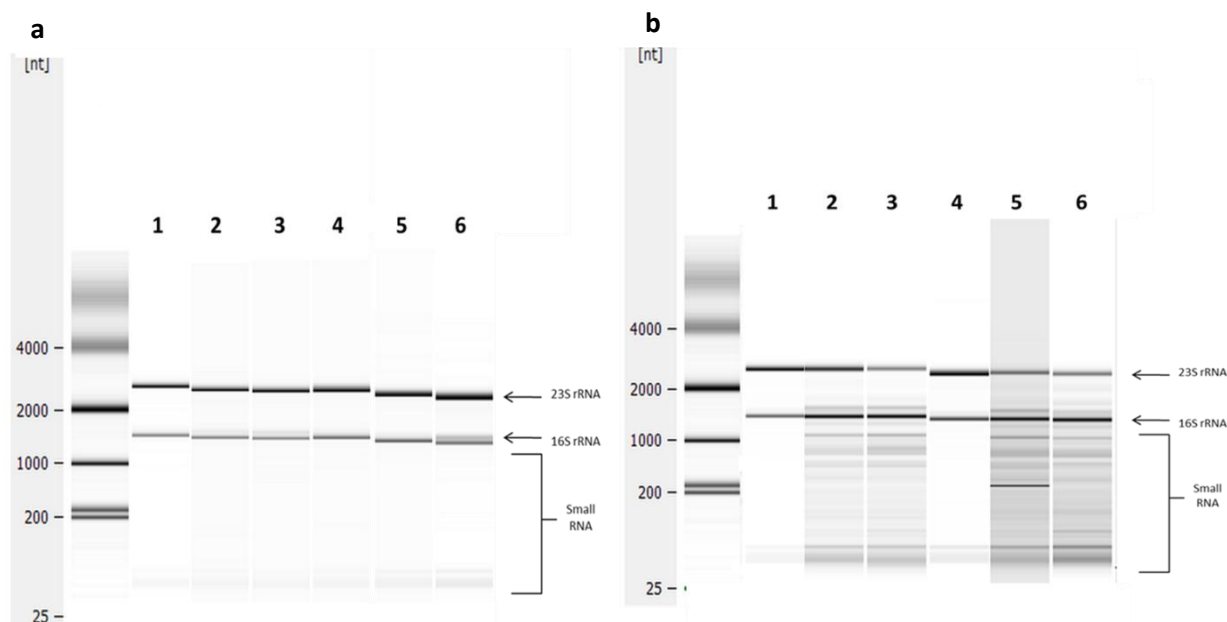 a
[nt]
1 2 3 4 5 6
4000
2000
1000
200
25
23S rRNA
16S rRNA
Small
RNA
b
[nt]
1 2 3 4 5 6
4000
2000
1000
200
25
23S rRNA
16S rRNA
Small
RNA